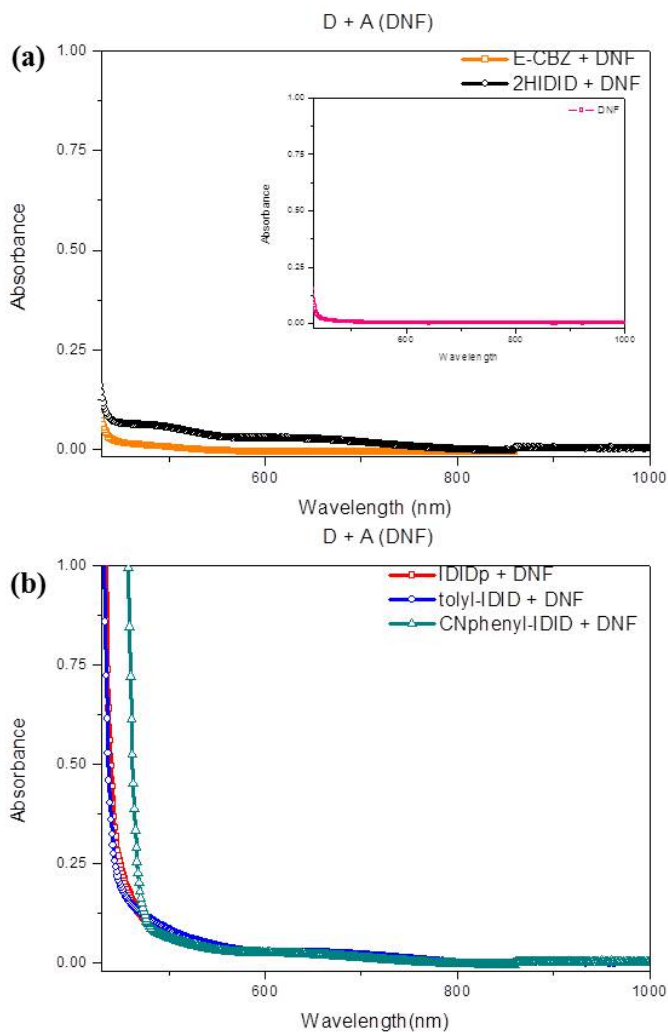 D + A (DNF)
(a)
1.00
0.75
0.50
0.25
0.00
Absorbance
E-CBZ + DNF
2HIDID + DNF
1.00
0.75
0.50
0.25
0.00
Absorbance
DNF
600
800
1000
Wavelength
600
800
1000
Wavelength (nm)
D + A (DNF)
(b)
1.00
0.75
0.50
0.25
0.00
Absorbance
IDIDp + DNF
tolyl-IDID + DNF
CNphenyl-IDID + DNF
600
800
1000
Wavelength(nm)